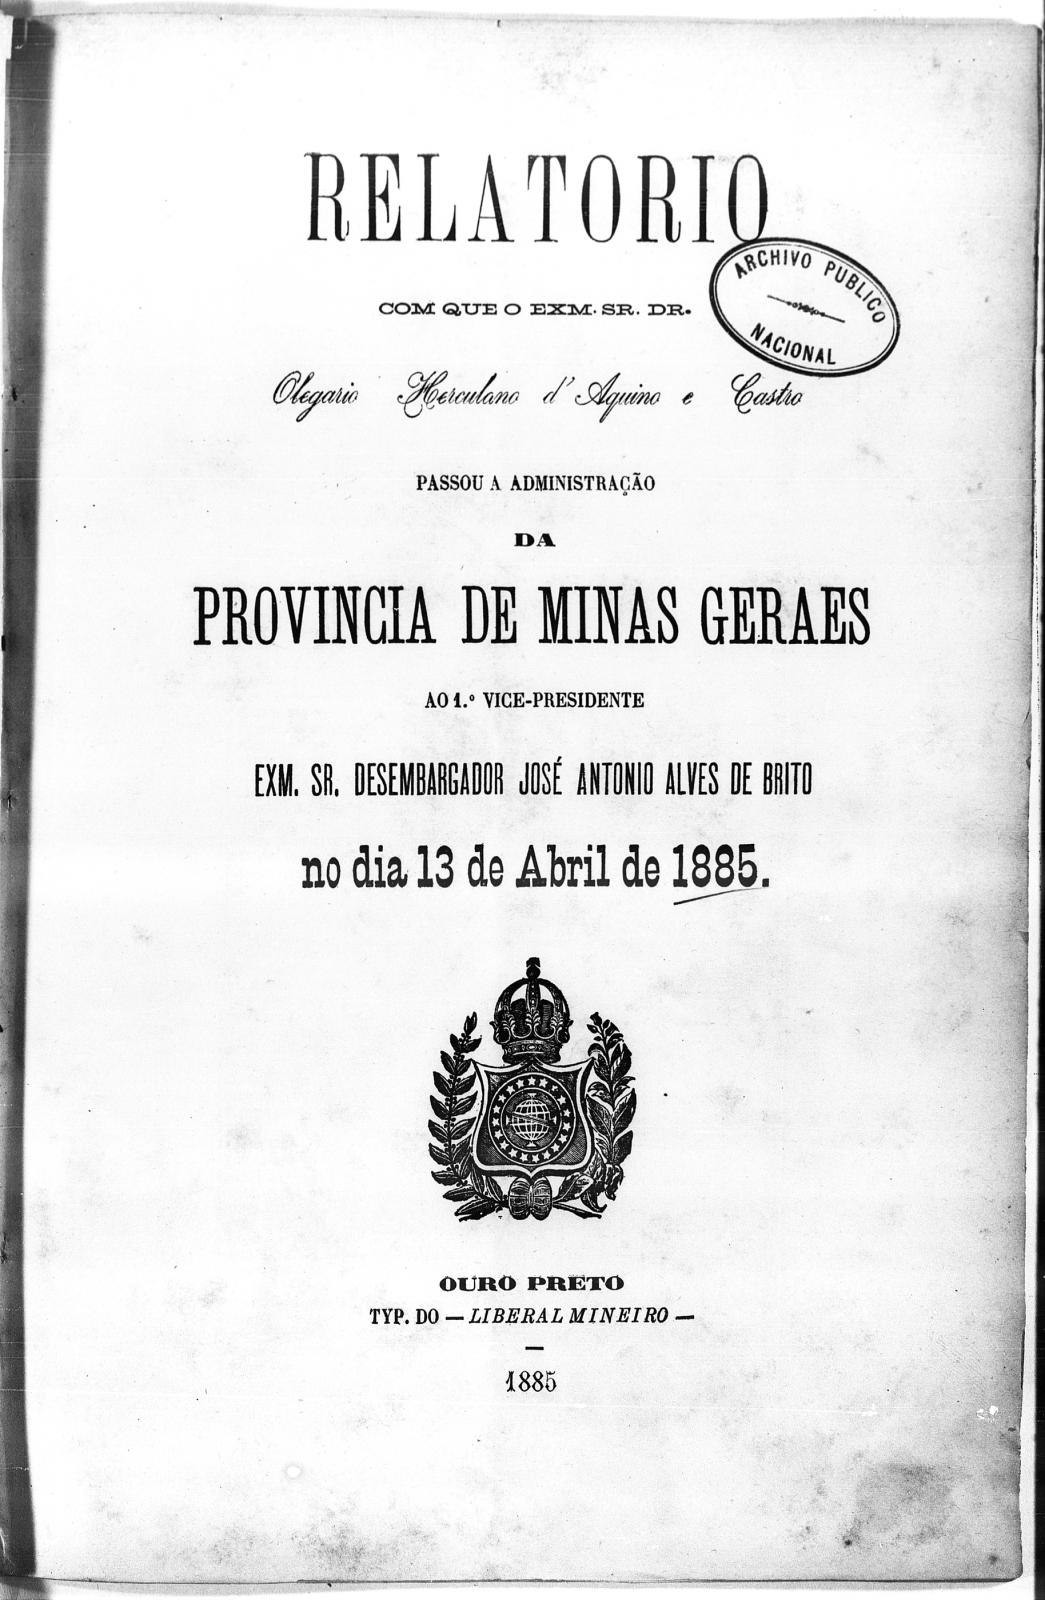 RELATORIO
ARCHIVO PUBLICO
NACIONAL
COM QUE O EXM. SR. DR.
Olegario Herculano d'Aquino e Castro
PASSOU A ADMINISTRAÇÃO
DA
PROVINCIA DE MINAS GERAES
AO 1.º VICE-PRESIDENTE
EXM. SR. DESEMBARGADOR JOSÉ ANTONIO ALVES DE BRITO
no dia 13 de Abril de 1885.
OURO PRETO
TYP. DO — LIBERAL MINEIRO —
1885